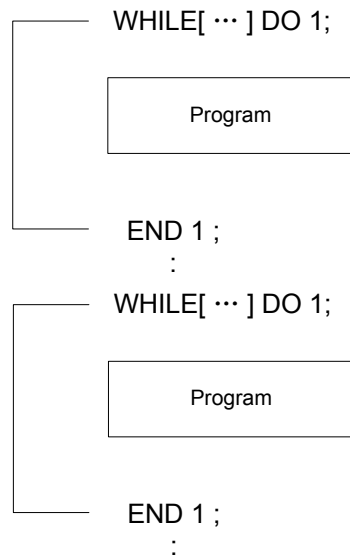 WHILE[ ··· ] DO 1;
Program
END 1 ;
:
WHILE[ ··· ] DO 1;
Program
END 1 ;
: